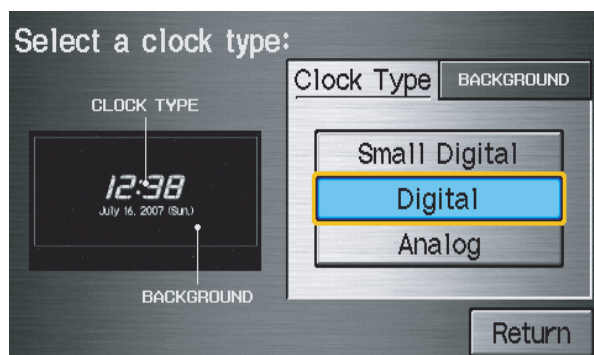 Select a clock type:
Clock Type
BACKGROUND
CLOCK TYPE
12:38
July 16. 2007 (Sun.)
BACKGROUND
Small Digital
Digital
Analog
Return